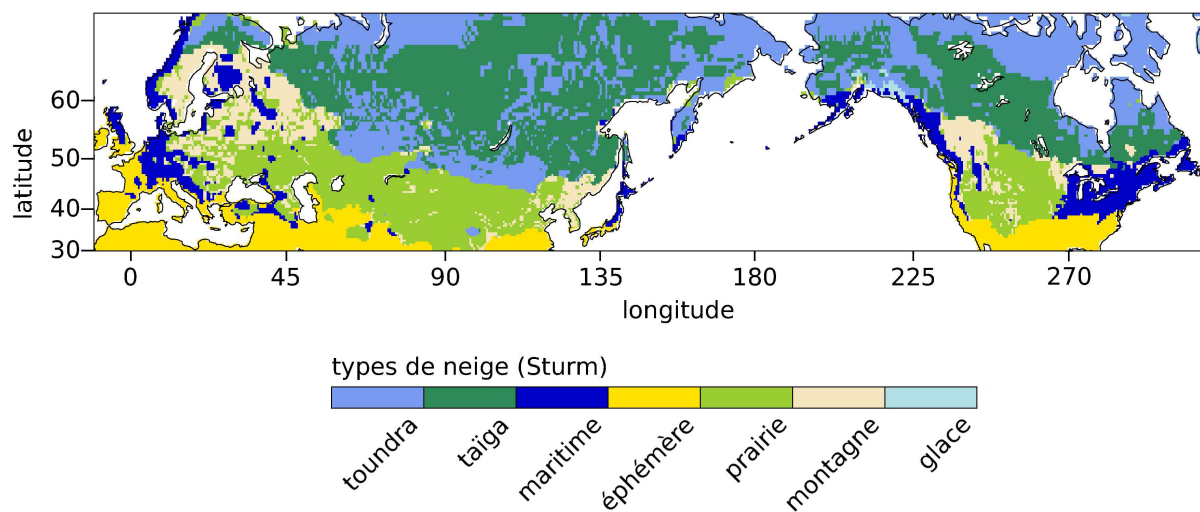 60
50
40
30
latitude
0 45 90 135 180 225 270
longitude
types de neige (Sturm)
toundra
taïga
maritime
éphémère
prairie
montagne
glace